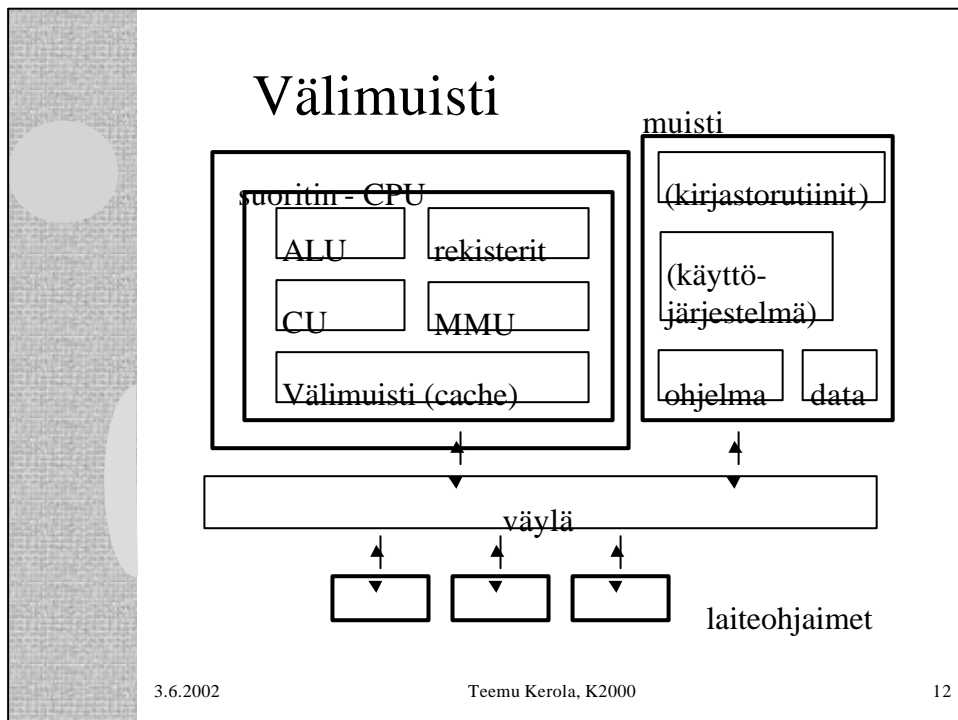 Välimuisti
muisti
suoritin - CPU
(kirjastorutiinit)
ALU
rekisterit
(käyttö-
järjestelmä)
CU
MMU
Välimuisti (cache)
ohjelma
data
väylä
laiteohjaimet
3.6.2002
Teemu Kerola, K2000
12